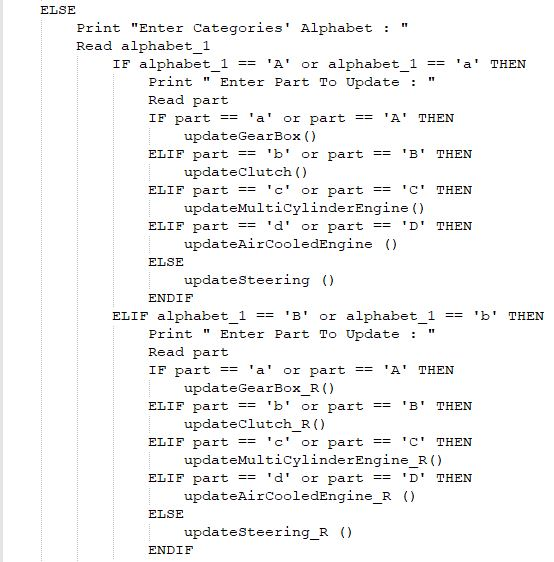 ELSE
Print "Enter Categories' Alphabet : "
Read alphabet_1
IF alphabet_1 == 'A' or alphabet_1 == 'a' THEN
Print " Enter Part To Update : "
Read part
IF part == 'a' or part == 'A' THEN
updateGearBox()
ELIF part == 'b' or part == 'B' THEN
updateClutch()
ELIF part == 'c' or part == 'C' THEN
updateMultiCylinderEngine()
ELIF part == 'd' or part == 'D' THEN
updateAirCooledEngine ()
ELSE
updateSteering ()
ENDIF
ELIF alphabet_1 == 'B' or alphabet_1 == 'b' THEN
Print " Enter Part To Update : "
Read part
IF part == 'a' or part == 'A' THEN
updateGearBox_R()
ELIF part == 'b' or part == 'B' THEN
updateClutch_R()
ELIF part == 'c' or part == 'C' THEN
updateMultiCylinderEngine_R()
ELIF part == 'd' or part == 'D' THEN
updateAirCooledEngine_R ()
ELSE
updateSteering_R ()
ENDIF